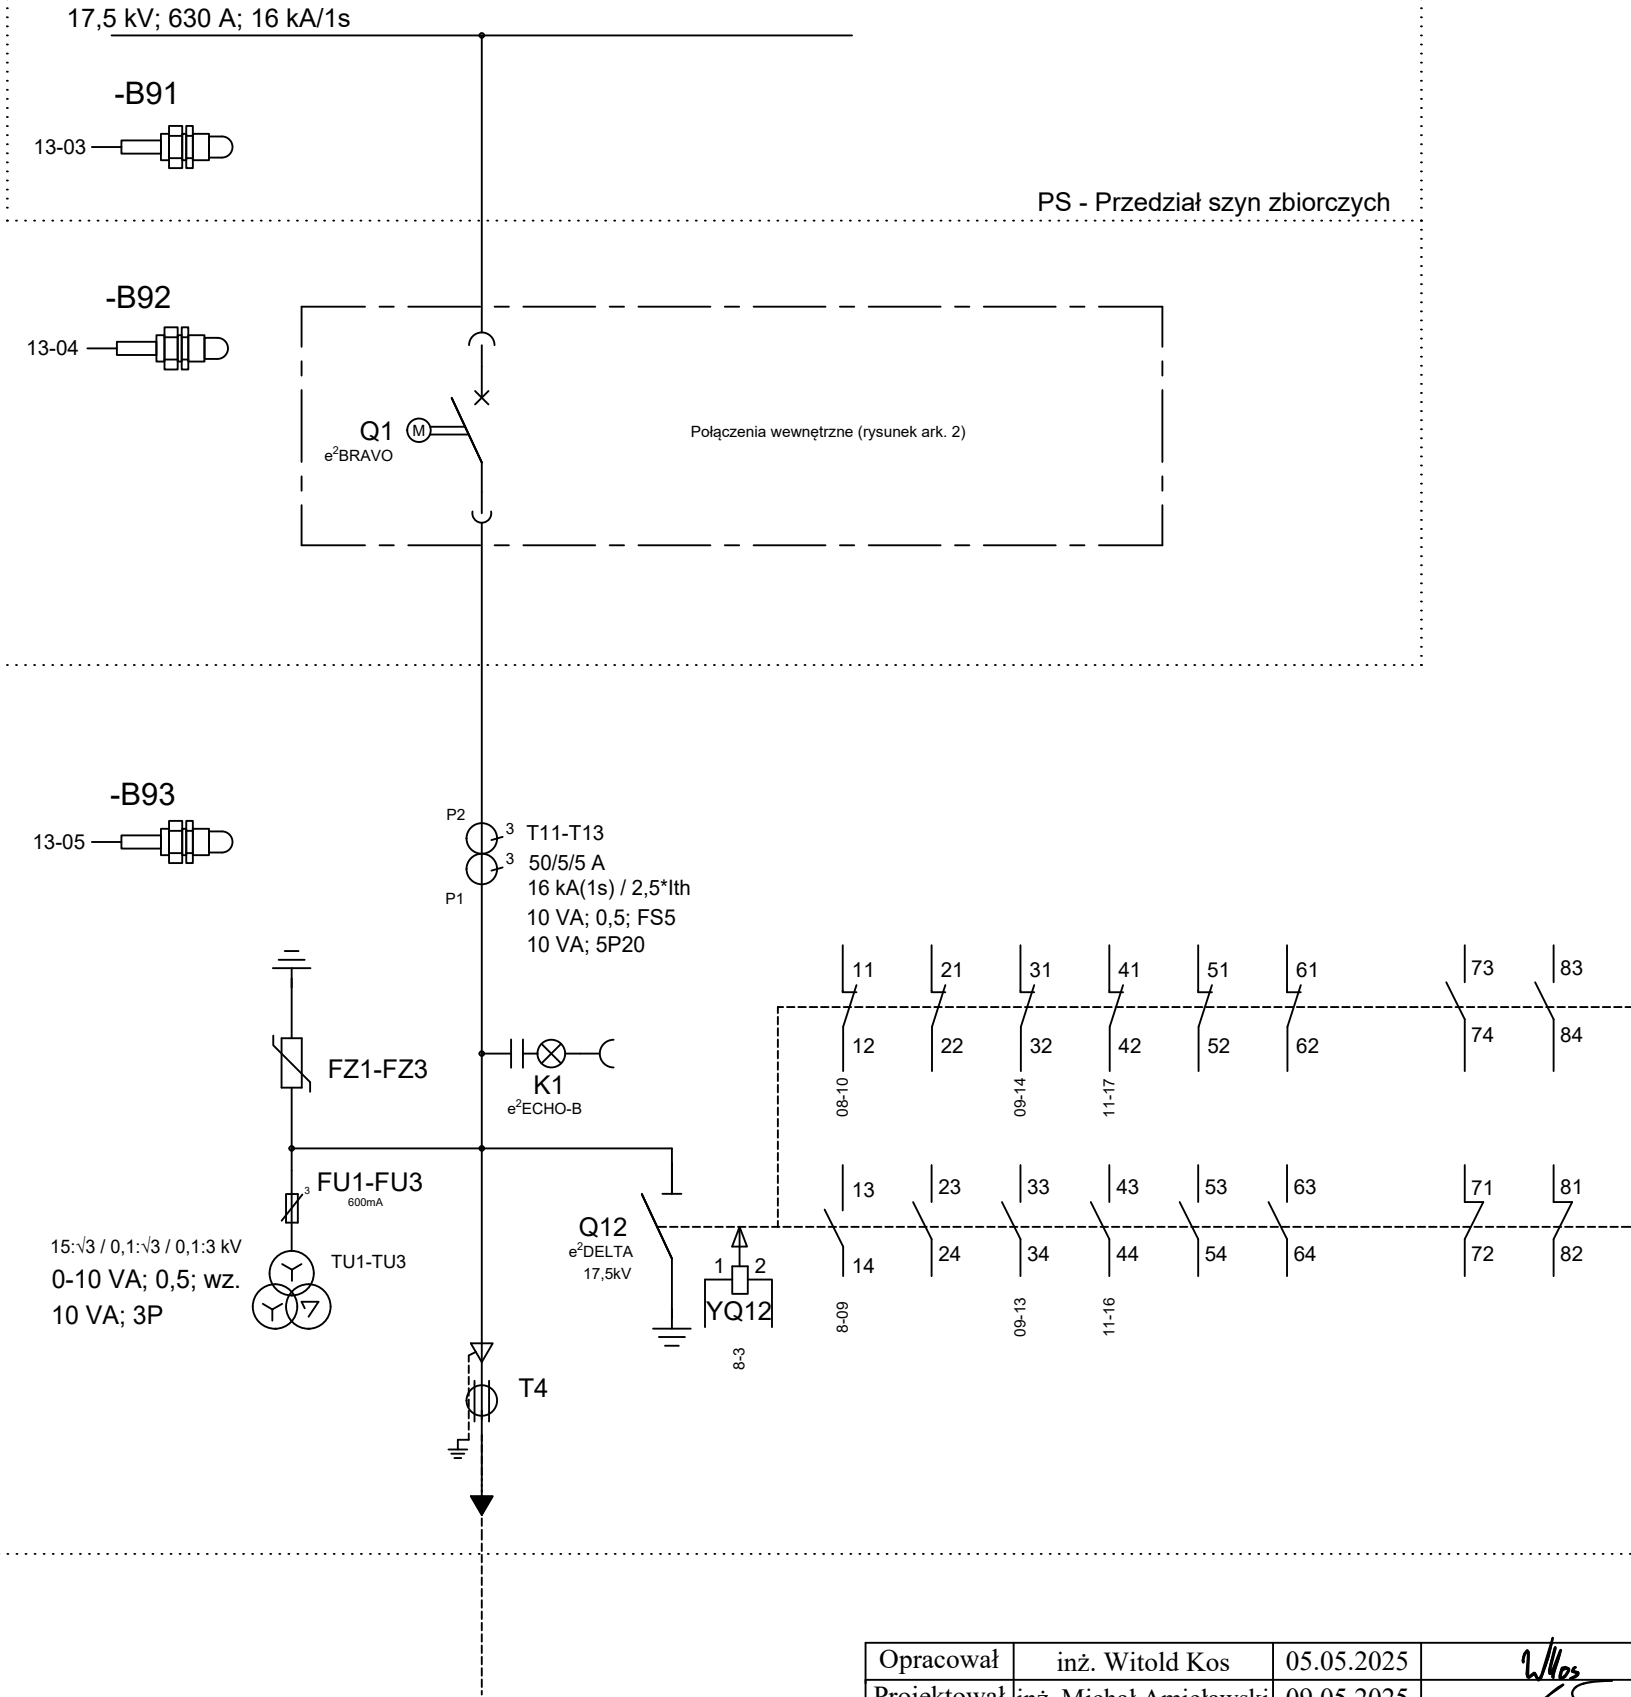 17,5 kV; 630 A; 16 kA/1s
-B91
13-03
PS - Przedział szyn zbiorczych
-B92
13-04
Q1
M
e²BRAVO
Połączenia wewnętrzne (rysunek ark. 2)
-B93
13-05
P2
3
T11-T13
3
50/5/5 A
16 kA(1s) / 2,5*Ith
P1
10 VA; 0,5; FS5
10 VA; 5P20
11 21 31 41 51 61 73 83
12 22 32 42 52 62 74 84
08-10 09-14 11-17
FZ1-FZ3
K1
e²ECHO-B
FU1-FU3
3
600mA
13 23 33 43 53 63 71 81
14 24 34 44 54 64 72 82
8-09 09-13 11-16
Q12
e²DELTA
17,5kV
1 2
YQ12
8-3
15:√3 / 0,1:√3 / 0,1:3 kV
TU1-TU3
0-10 VA; 0,5; wz.
10 VA; 3P
T4
Opracował inż. Witold Kos 05.05.2025
Projektował inż. Michał 09.05.2025